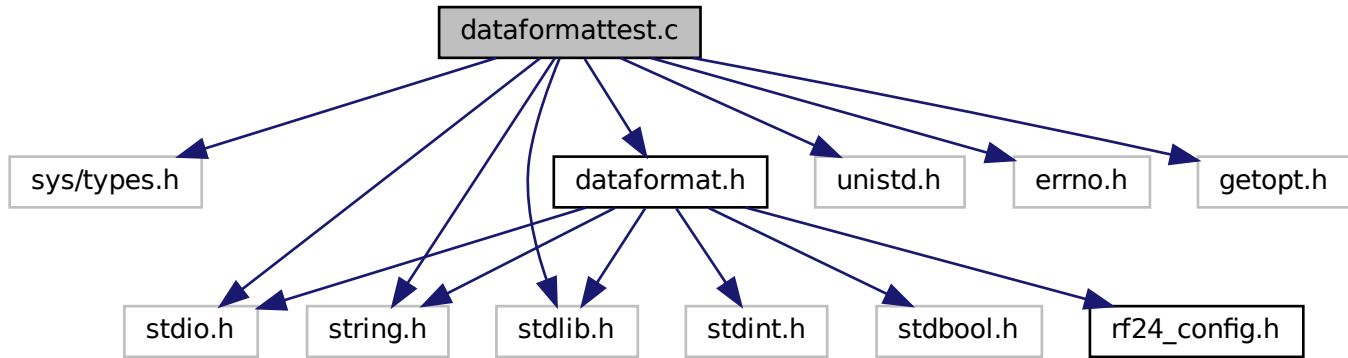 dataformattest.c
sys/types.h
dataformat.h
unistd.h
errno.h
getopt.h
stdio.h
string.h
stdlib.h
stdint.h
stdbool.h
rf24_config.h